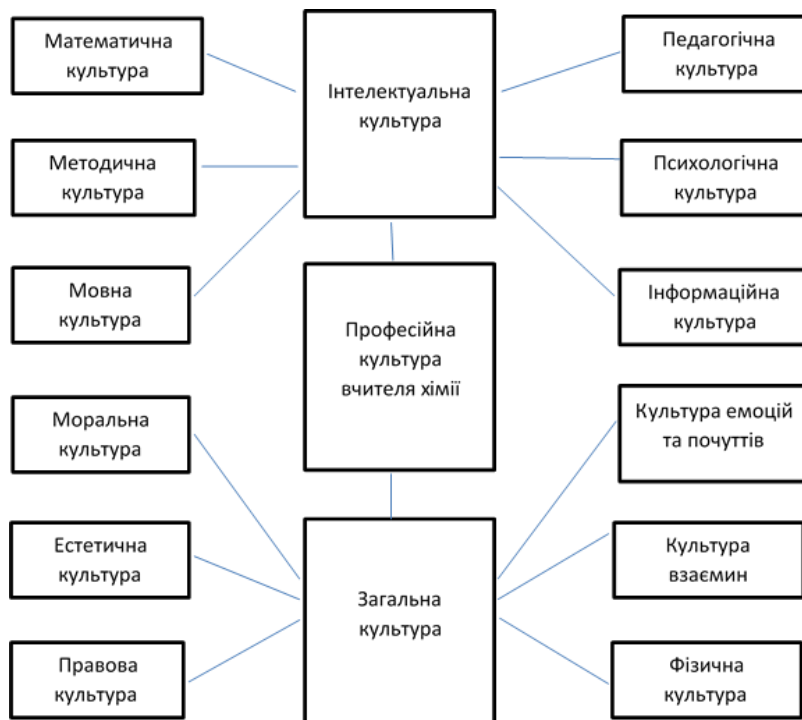 Математична
культура
Інтелектуальна
культура
Педагогічна
культура
Методична
культура
Психологічна
культура
Мовна
культура
Професійна
культура
вчителя хімії
Інформаційна
культура
Моральна
культура
Культура емоцій
та почуттів
Естетична
культура
Загальна
культура
Культура
взаємин
Правова
культура
Фізична
культура